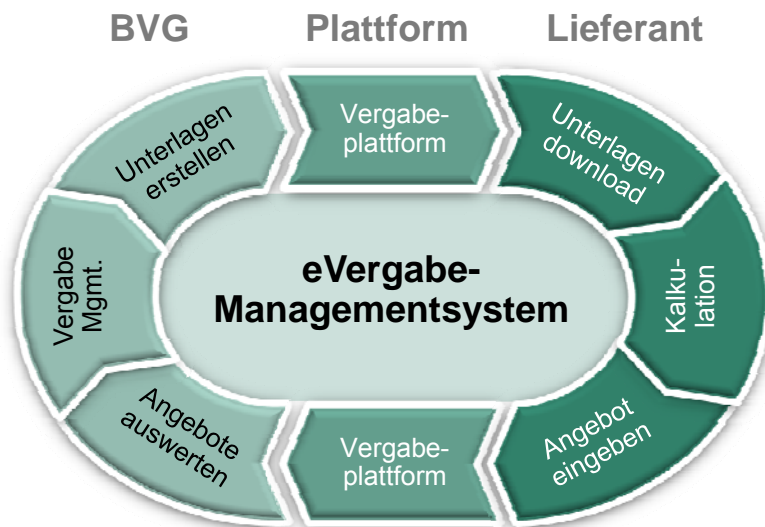 BVG
Plattform
Lieferant
Unterlagen
erstellen
Vergabe-
plattform
Unterlagen
download
Vergabe
Mgmt.
eVergabe-
Managementsystem
Kalku-
lation
Angebote
auswerten
Vergabe-
plattform
Angebot
eingeben